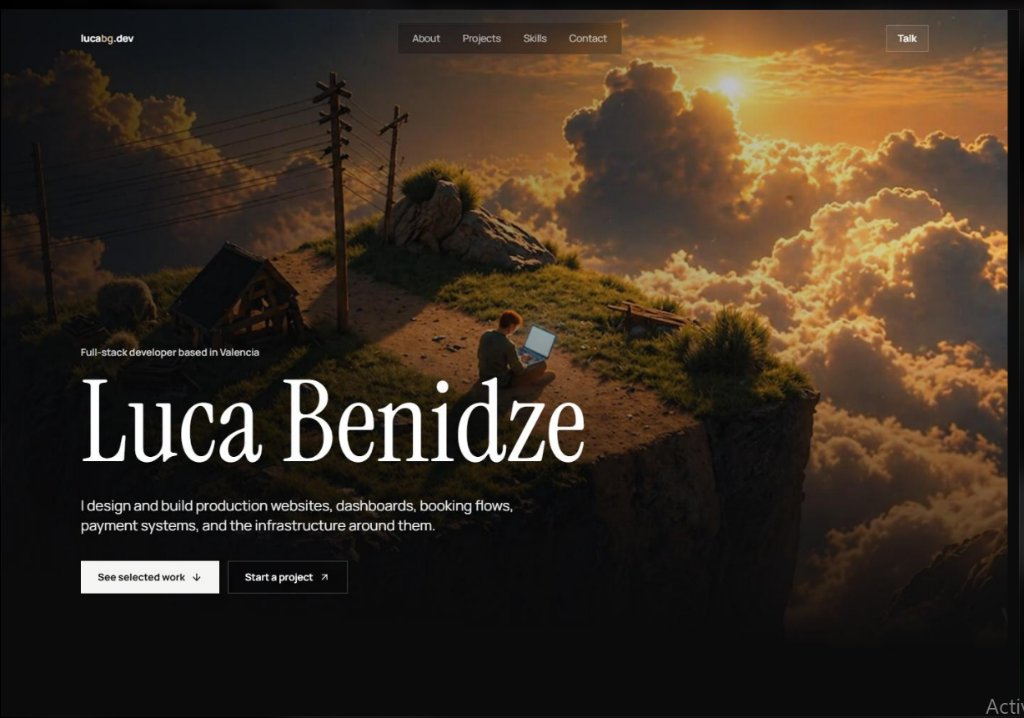 lucabg.dev
About Projects Skills Contact
Talk
Full-stack developer based in Valencia
Luca Benidze
I design and build production websites, dashboards, booking flows,
payment systems, and the infrastructure around them.
See selected work ↓
Start a project ↗